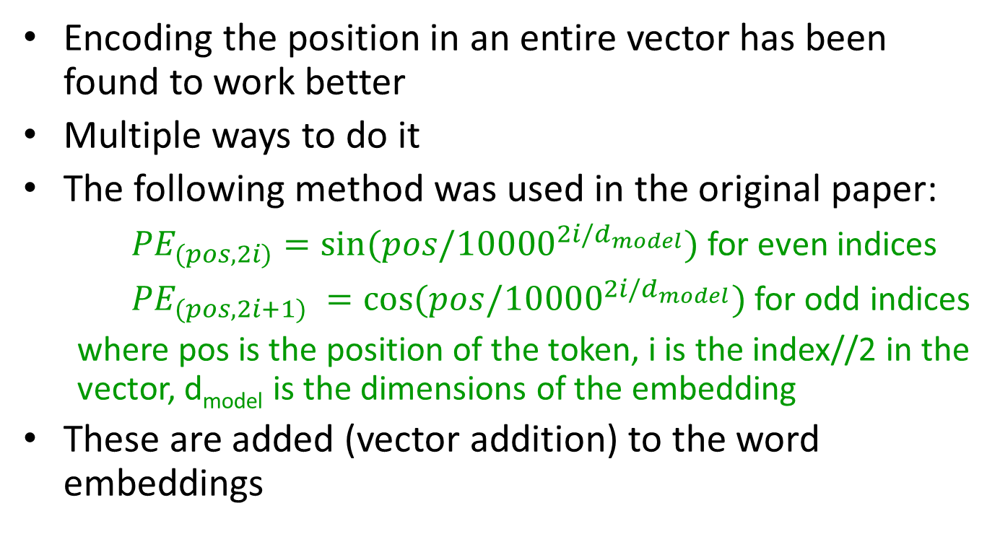 • Encoding the position in an entire vector has been
found to work better
• Multiple ways to do it
• The following method was used in the original paper:
𝑃𝐸₍ₚₒₛ,₂ᵢ₎ = sin(𝑝𝑜𝑠/10000^{2𝑖/𝑑_{𝑚𝑜𝑑𝑒𝑙}}) for even indices
𝑃𝐸₍ₚₒₛ,₂ᵢ₊₁₎ = cos(𝑝𝑜𝑠/10000^{2𝑖/𝑑_{𝑚𝑜𝑑𝑒𝑙}}) for odd indices
where pos is the position of the token, i is the index//2 in the
vector, d_{model} is the dimensions of the embedding
• These are added (vector addition) to the word
embeddings